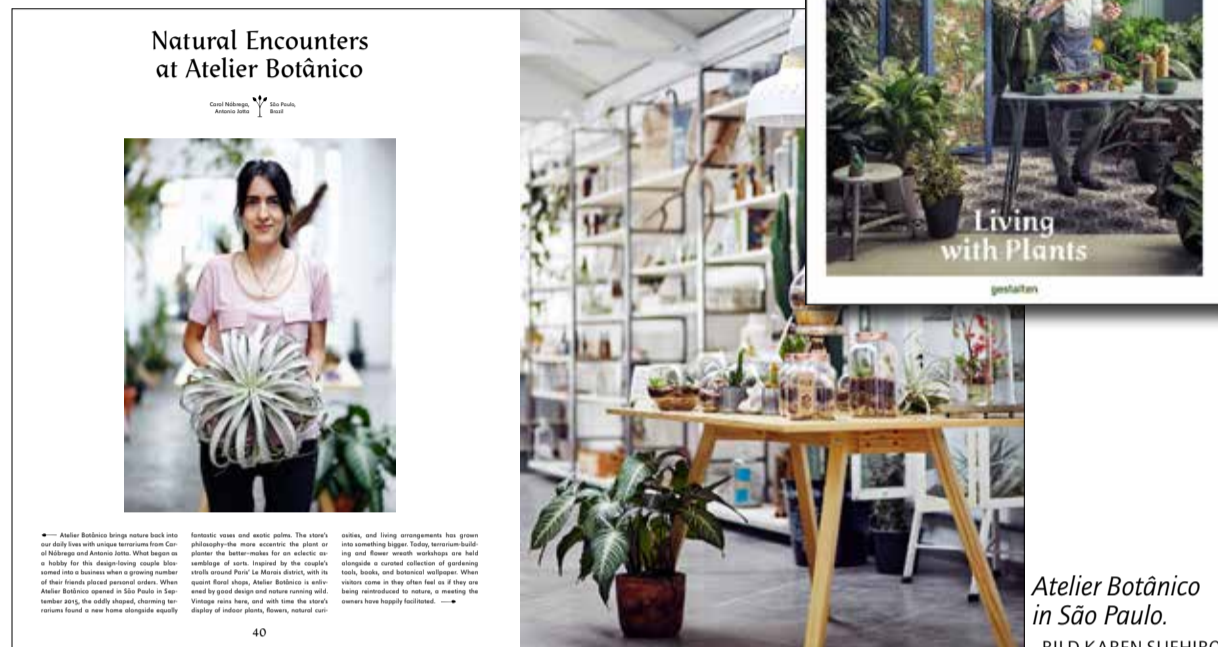 Natural Encounters
at Atelier Botânico
Carol Nóbrega,
Antonio Jotta
São Paulo,
Brazil
Atelier Botânico brings nature back into
our daily lives with unique terrariums from Car-
ol Nóbrega and Antonio Jotta. What began as
a hobby for this design-loving couple blos-
somed into a business when a growing number
of their friends placed personal orders. When
Atelier Botânico opened in São Paulo in Sep-
tember 2015, the oddly shaped, charming ter-
rariums found a new home alongside equally
fantastic vases and exotic palms. The store's
philosophy—the more eccentric the plant or
planter the better—makes for an eclectic as-
semblage of sorts. Inspired by the couple's
strolls around Paris' Le Marais district, with its
quaint floral shops, Atelier Botânico is enliv-
ened by good design and nature running wild.
Vintage reins here, and with time the store's
display of indoor plants, flowers, natural curi-
osities, and living arrangements has grown
into something bigger. Today, terrarium-build-
ing and flower wreath workshops are held
alongside a curated collection of gardening
tools, books, and botanical wallpaper. When
visitors come in they often feel as if they are
being reintroduced to nature, a meeting the
owners have happily facilitated.
40
Living
with Plants
gestalten
Atelier Botânico
in São Paulo.
BILD KAREN SUEHIRO